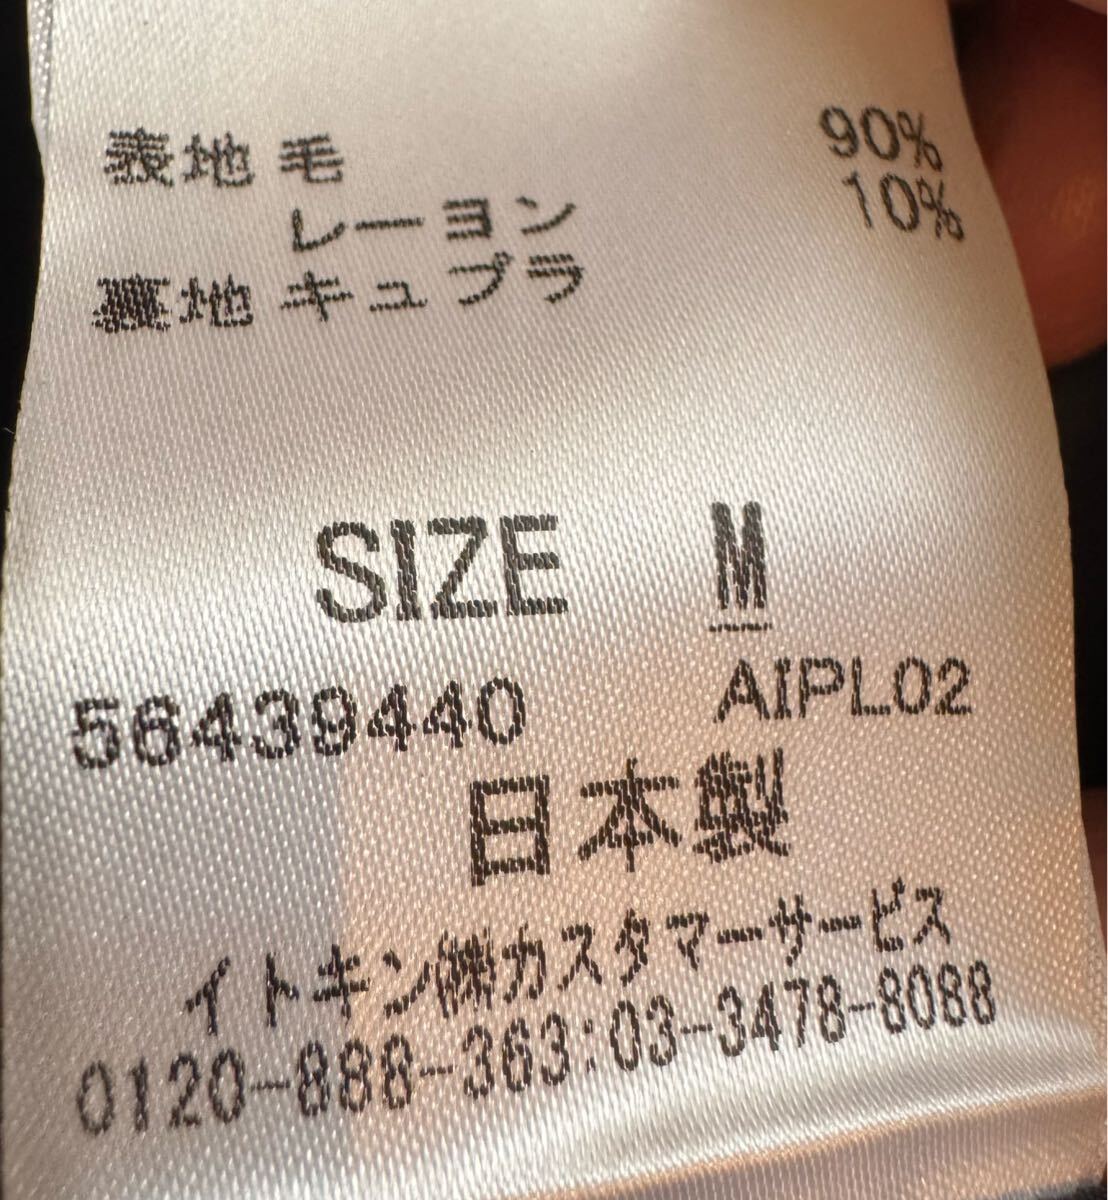 表地 毛 90%
レーヨン 10%
裏地 キュプラ
SIZE M
56439440 AIPL02
日本製
イトキン㈱カスタマーサービス
0120-888-363:03-3478-8088